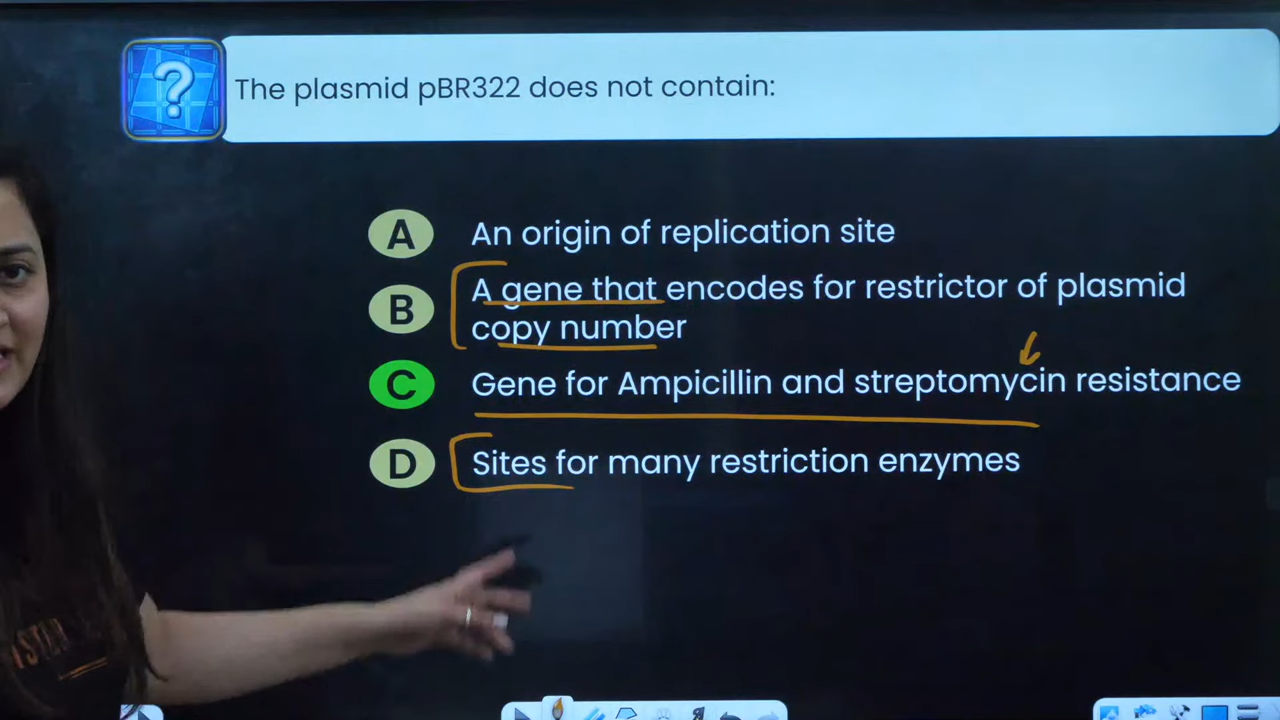 ?
The plasmid pBR322 does not contain:
A
An origin of replication site
B
A gene that encodes for restrictor of plasmid
copy number
C
Gene for Ampicillin and streptomycin resistance
D
Sites for many restriction enzymes